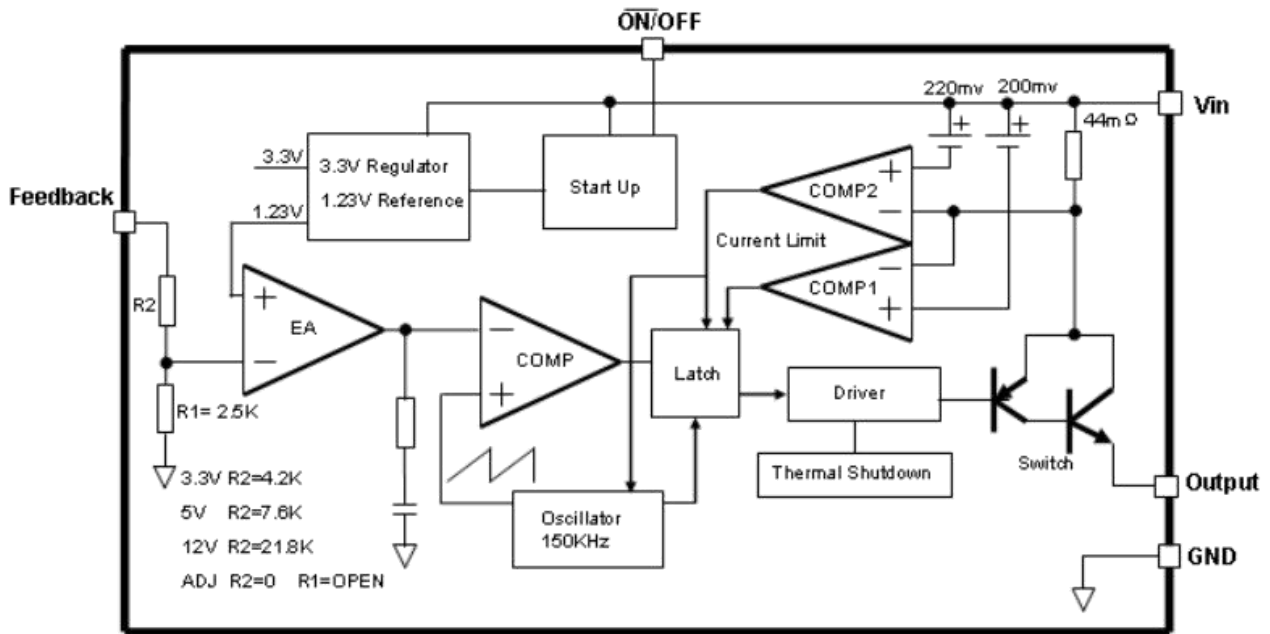 ON/OFF
220mv 200mv
Vin
44mΩ
3.3V
3.3V Regulator
1.23V Reference
Start Up
+
+
+
COMP2
−
Feedback
1.23V
Current Limit
−
COMP1
+
R2
+
EA
−
−
COMP
+
Latch
Driver
R1= 2.5K
Thermal Shutdown
Switch
3.3V R2=4.2K
5V R2=7.6K
12V R2=21.8K
ADJ R2=0 R1=OPEN
Oscillator
150KHz
Output
GND